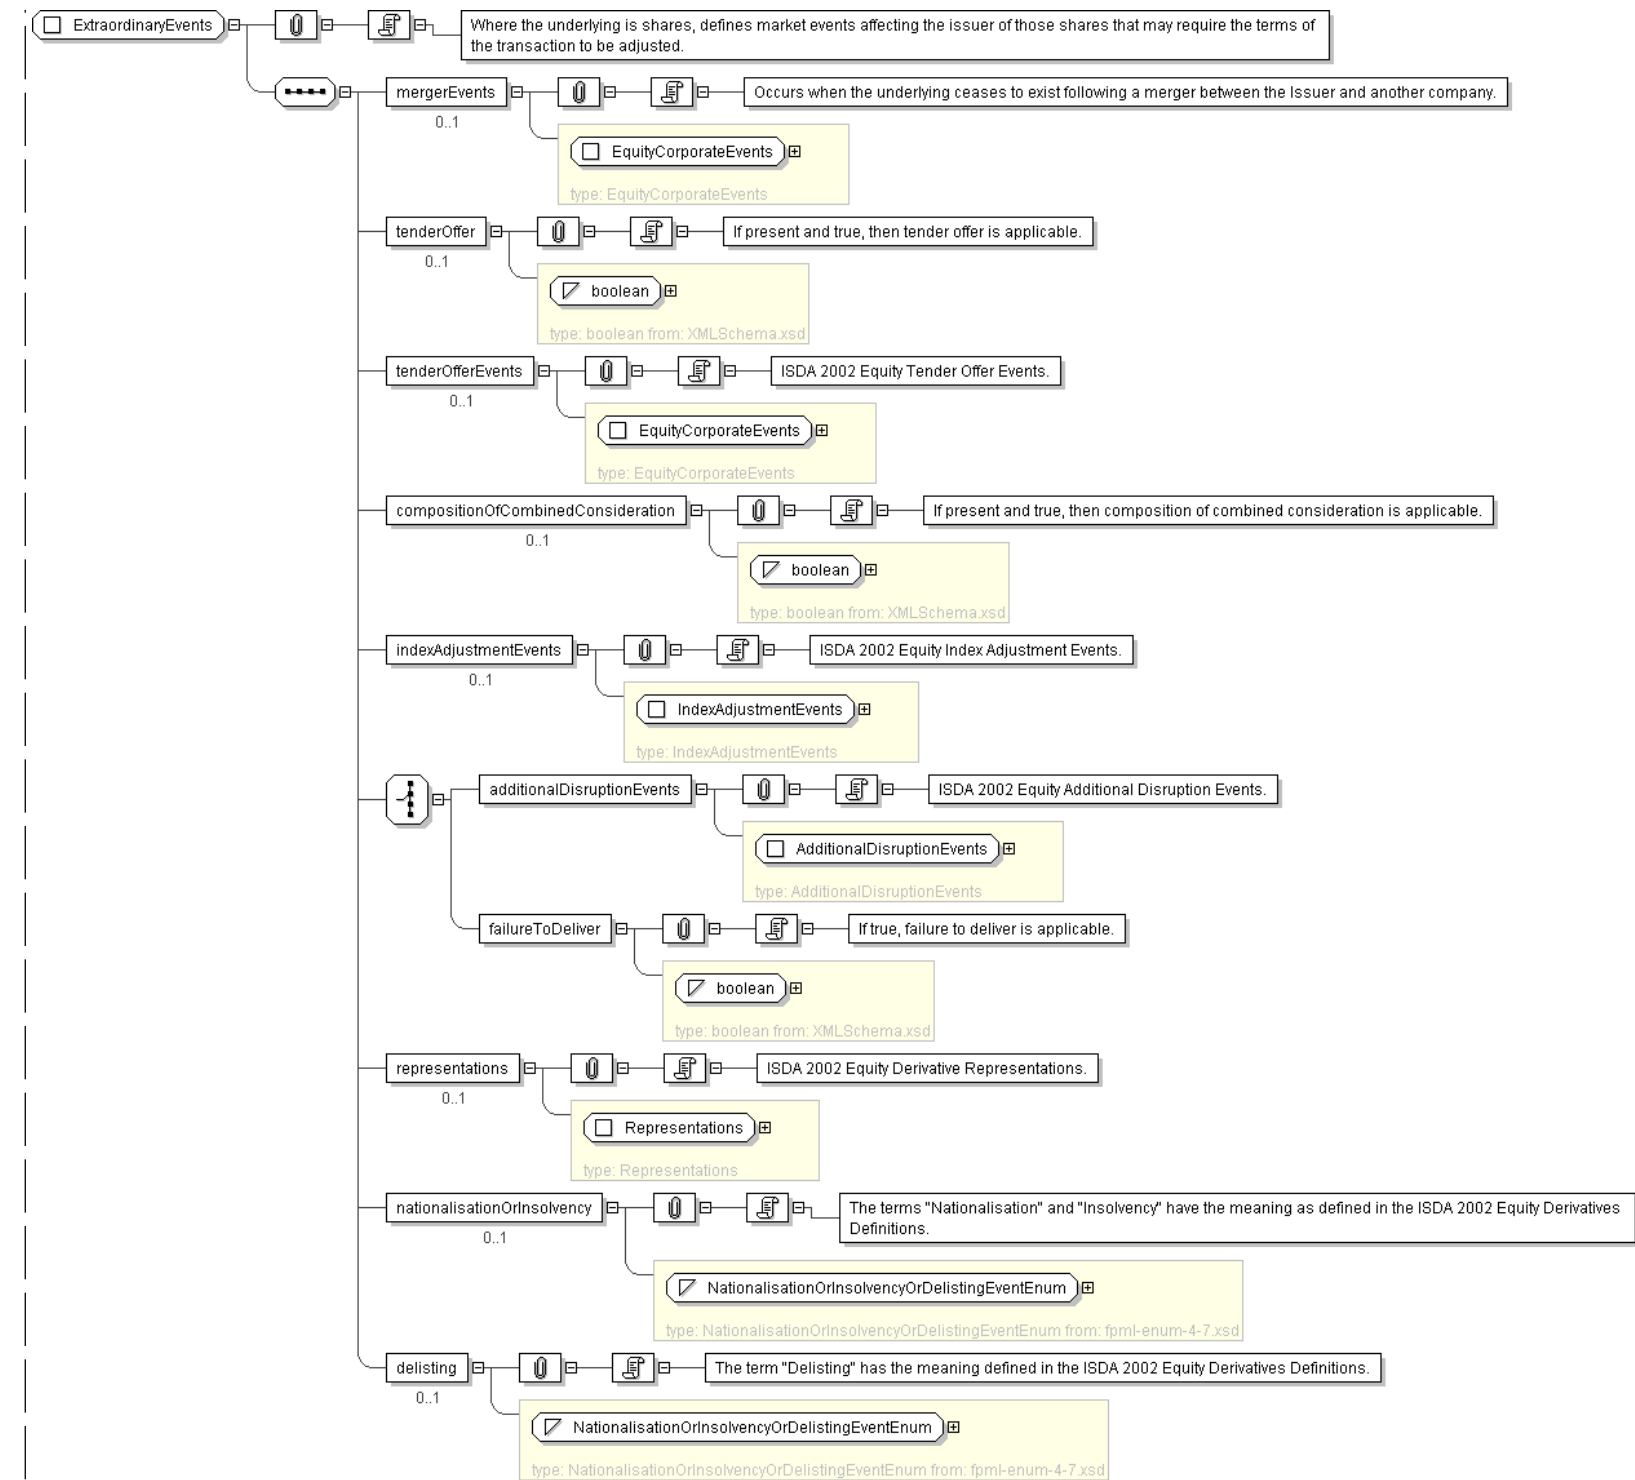 ExtraordinaryEvents
Where the underlying is shares, defines market events affecting the issuer of those shares that may require the terms of
the transaction to be adjusted.
mergerEvents
Occurs when the underlying ceases to exist following a merger between the Issuer and another company.
0..1
EquityCorporateEvents
type: EquityCorporateEvents
tenderOffer
If present and true, then tender offer is applicable.
0..1
boolean
type: boolean from: XMLSchema.xsd
tenderOfferEvents
ISDA 2002 Equity Tender Offer Events.
0..1
EquityCorporateEvents
type: EquityCorporateEvents
compositionOfCombinedConsideration
If present and true, then composition of combined consideration is applicable.
0..1
boolean
type: boolean from: XMLSchema.xsd
indexAdjustmentEvents
ISDA 2002 Equity Index Adjustment Events.
0..1
IndexAdjustmentEvents
type: IndexAdjustmentEvents
additionalDisruptionEvents
ISDA 2002 Equity Additional Disruption Events.
AdditionalDisruptionEvents
type: AdditionalDisruptionEvents
failureToDeliver
If true, failure to deliver is applicable.
boolean
type: boolean from: XMLSchema.xsd
representations
ISDA 2002 Equity Derivative Representations.
0..1
Representations
type: Representations
nationalisationOrInsolvency
The terms "Nationalisation" and "Insolvency" have the meaning as defined in the ISDA 2002 Equity Derivatives
Definitions.
0..1
NationalisationOrInsolvencyOrDelistingEventEnum
type: NationalisationOrInsolvencyOrDelistingEventEnum from: fpml-enum-4-7.xsd
delisting
The term "Delisting" has the meaning defined in the ISDA 2002 Equity Derivatives Definitions.
0..1
NationalisationOrInsolvencyOrDelistingEventEnum
type: NationalisationOrInsolvencyOrDelistingEventEnum from: fpml-enum-4-7.xsd